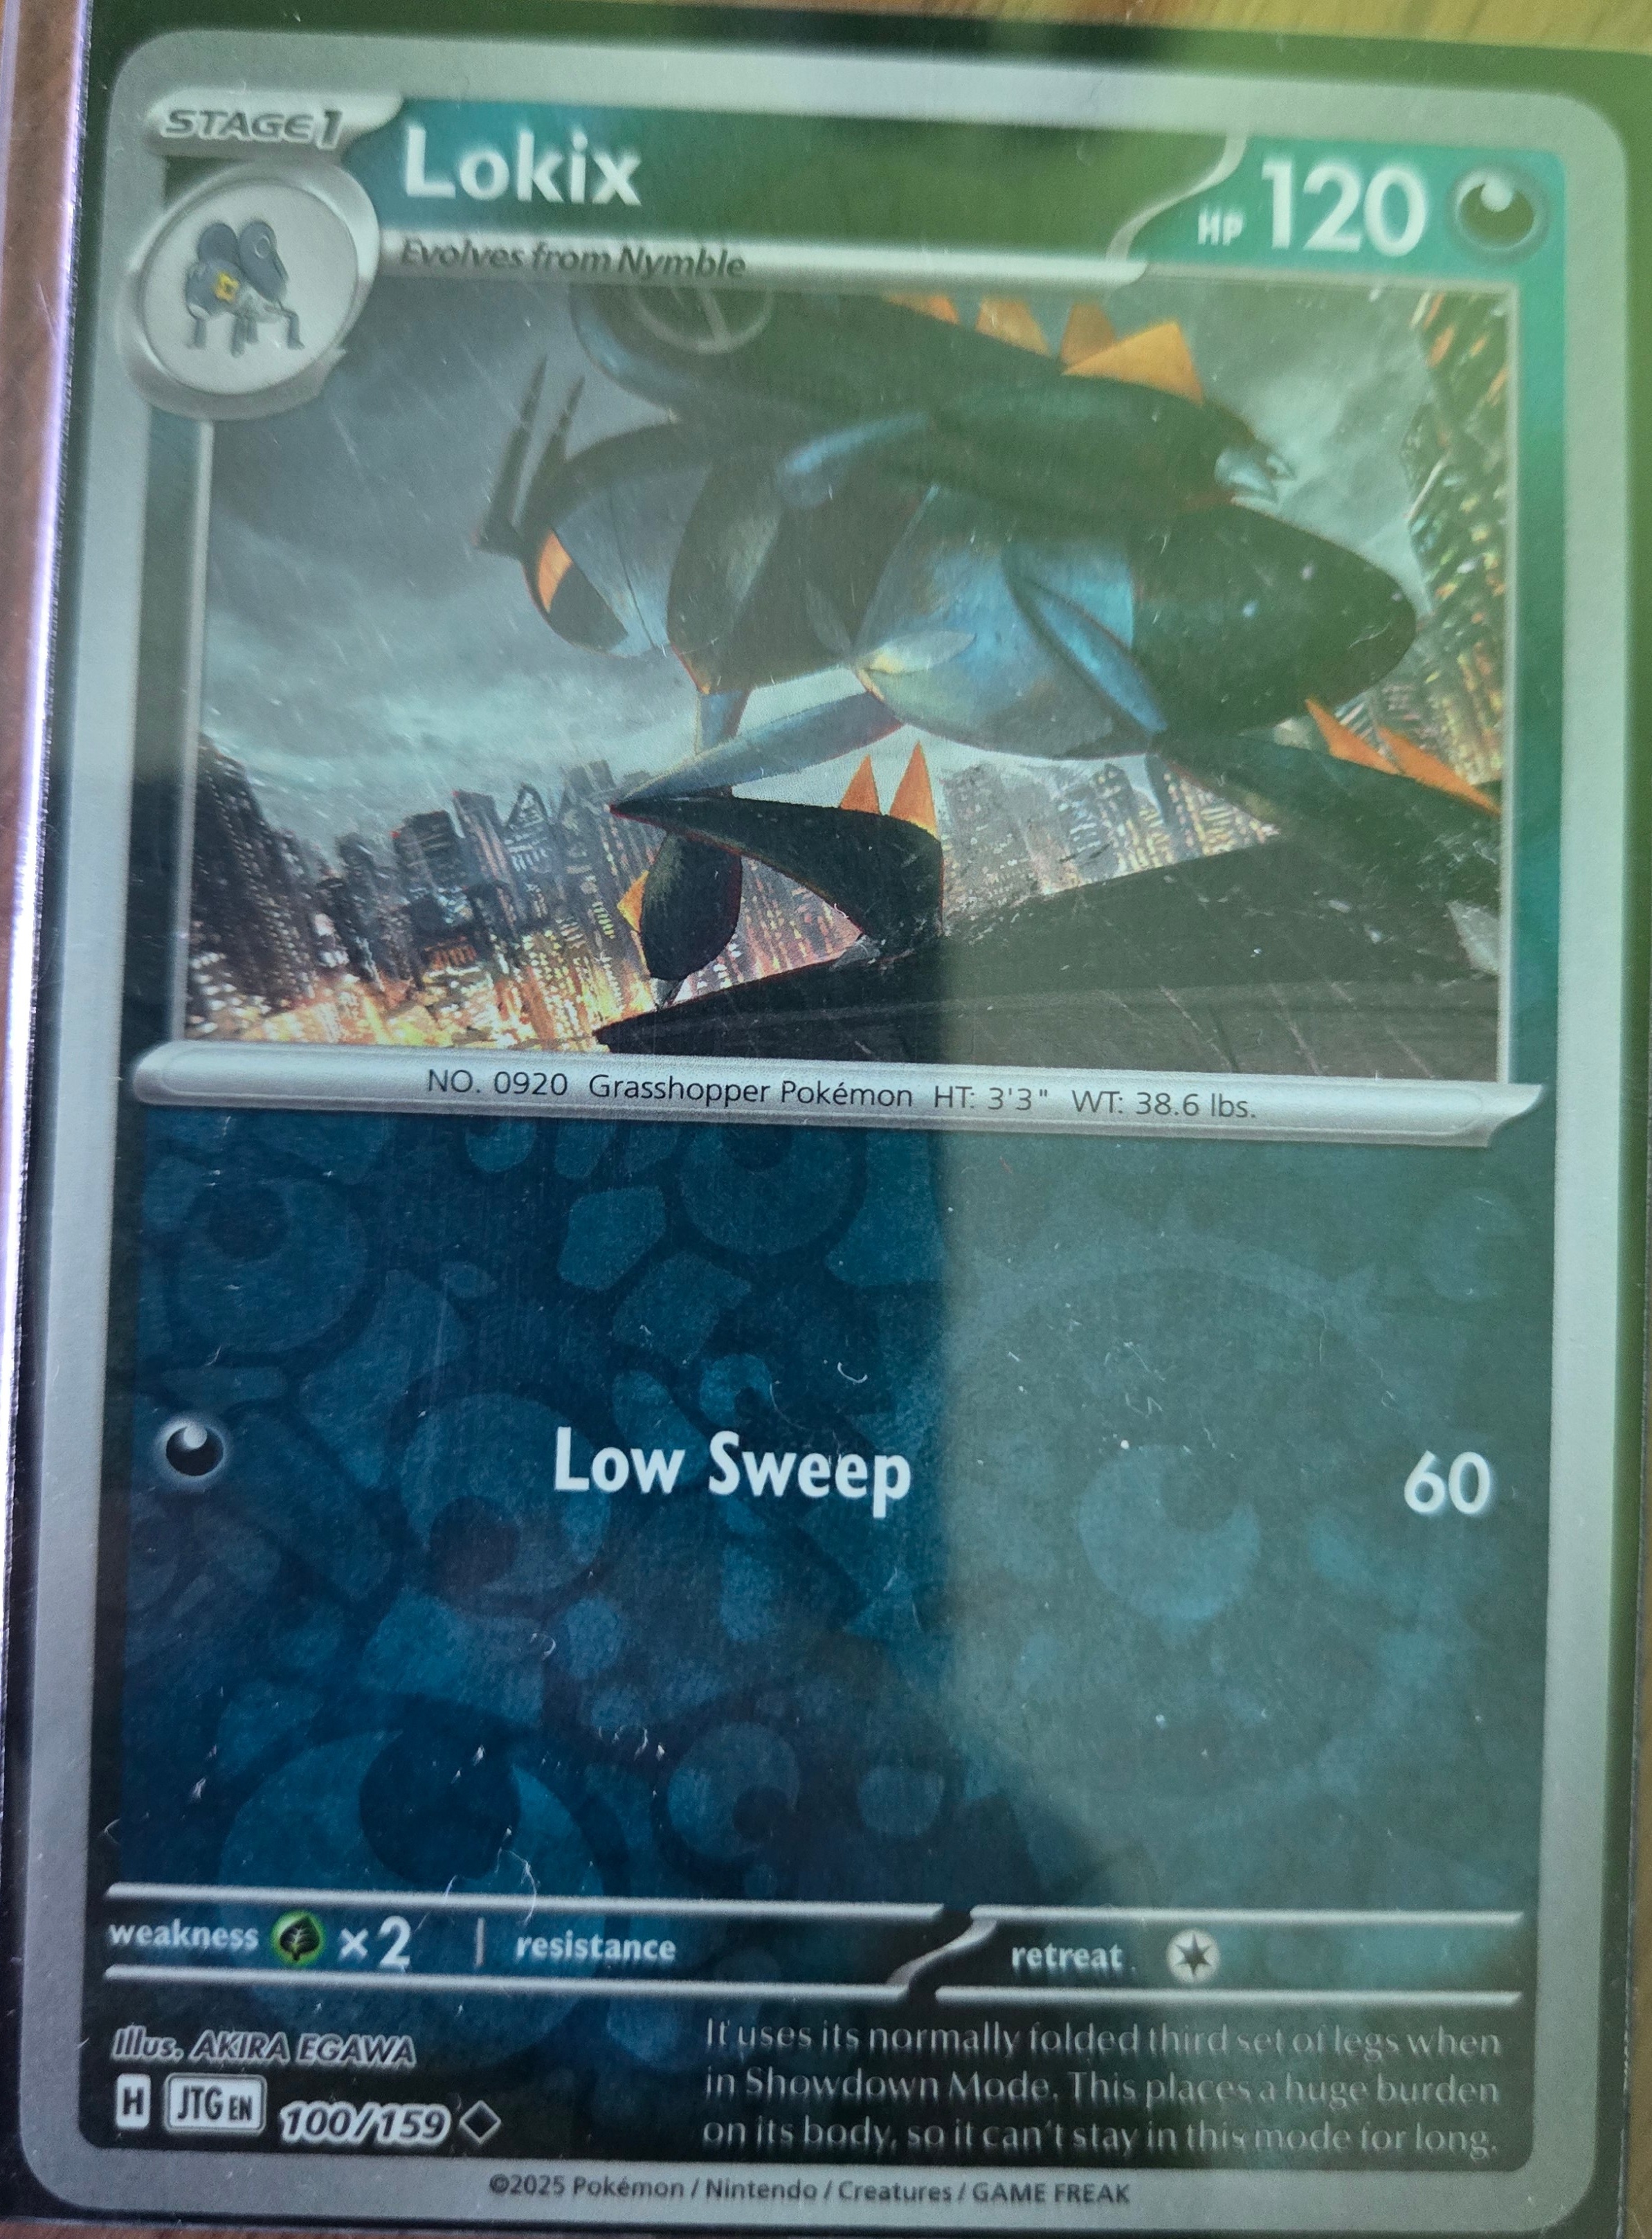 STAGE1
Lokix
HP 120
Evolves from Nymble
NO. 0920 Grasshopper Pokémon HT: 3'3" WT: 38.6 lbs.
Low Sweep 60
weakness ×2 | resistance retreat
Illus. AKIRA EGAWA
H JTG EN 100/159
It uses its normally folded third set of legs when
in Showdown Mode. This places a huge burden
on its body, so it can't stay in this mode for long.
©2025 Pokémon / Nintendo / Creatures / GAME FREAK